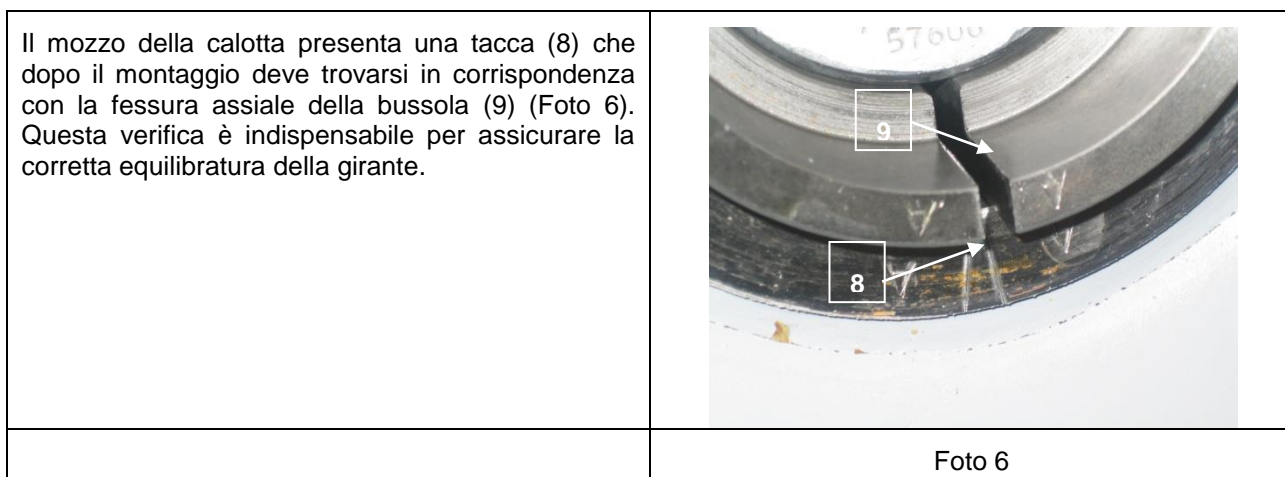 Il mozzo della calotta presenta una tacca (8) che
dopo il montaggio deve trovarsi in corrispondenza
con la fessura assiale della bussola (9) (Foto 6).
Questa verifica è indispensabile per assicurare la
corretta equilibratura della girante.
9
A
A
8
A
Foto 6